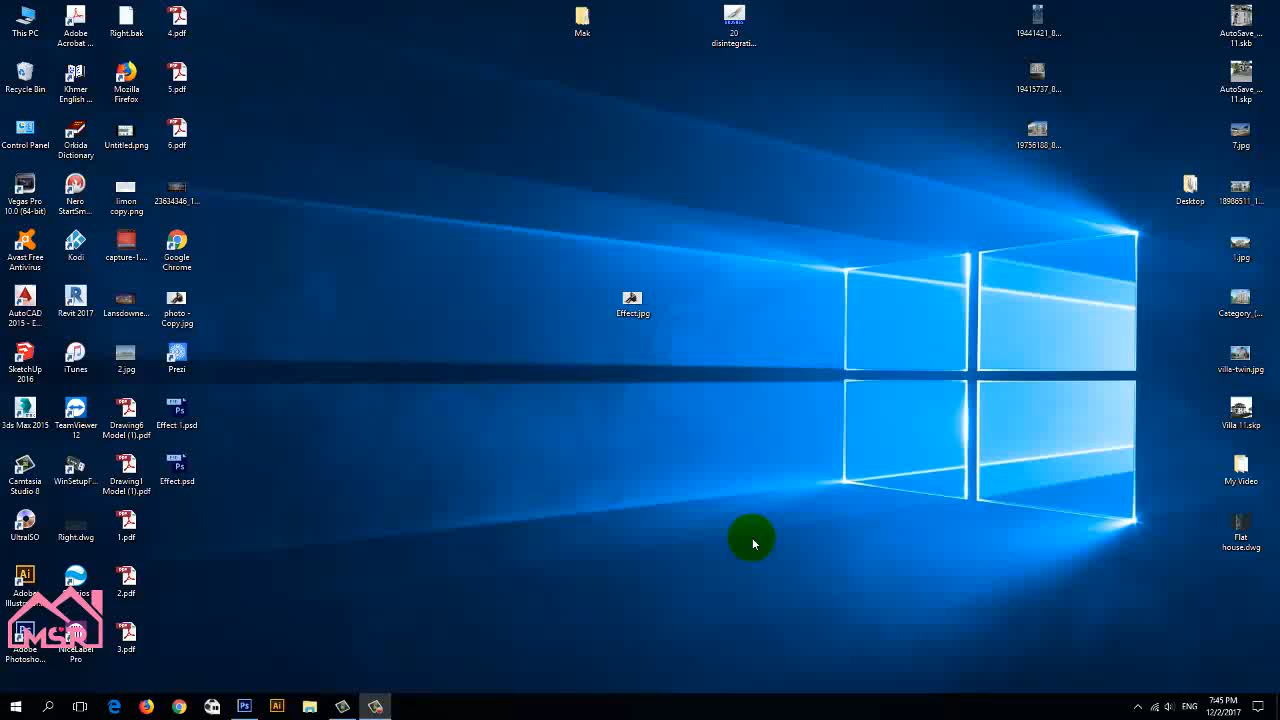 This PC
Adobe
Acrobat ...
Right.bak
4.pdf
Mak
20
disintegrati...
19441421_8...
AutoSave_...
11.skb
Recycle Bin
Khmer
English ...
Mozilla
Firefox
5.pdf
19415737_8...
AutoSave_...
11.skp
Control Panel
Orkida
Dictionary
Untitled.png
6.pdf
19756188_8...
7.jpg
Vegas Pro
10.0 (64-bit)
Nero
StartSm...
limon
copy.png
23634346_1...
Desktop
18986511_1...
Avast Free
Antivirus
Kodi
capture-1....
Google
Chrome
1.jpg
AutoCAD
2015 - E...
Revit 2017
Lansdowne...
photo -
Copy.jpg
Effect.jpg
Category_(...
SketchUp
2016
iTunes
2.jpg
Prezi
villa-twin.jpg
3ds Max 2015
TeamViewer
12
Drawing6
Model (1).pdf
Effect 1.psd
Villa 11.skp
Camtasia
Studio 8
WinSetupF...
Drawing1
Model (1).pdf
Effect.psd
My Video
UltraISO
Right.dwg
1.pdf
Flat
house.dwg
Adobe
2.pdf
MSR
Adobe
Photosho...
NiceLabel
Pro
3.pdf
ENG
7:45 PM
12/2/2017